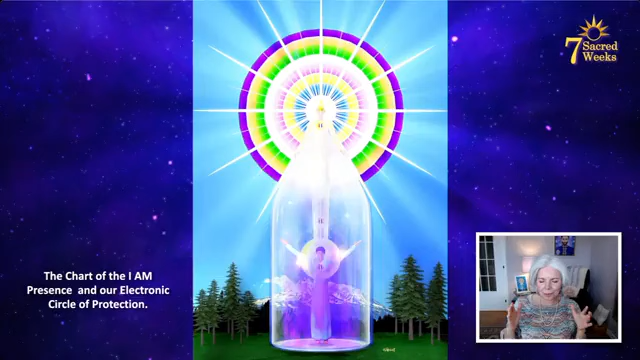 7 Sacred
Weeks
The Chart of the I AM
Presence and our Electronic
Circle of Protection.